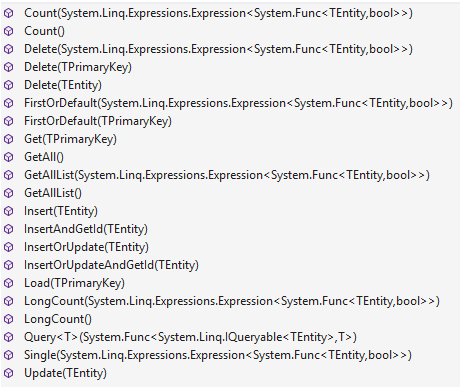 Count(System.Linq.Expressions.Expression<System.Func<TEntity,bool>>)
Count()
Delete(System.Linq.Expressions.Expression<System.Func<TEntity,bool>>)
Delete(TPrimaryKey)
Delete(TEntity)
FirstOrDefault(System.Linq.Expressions.Expression<System.Func<TEntity,bool>>)
FirstOrDefault(TPrimaryKey)
Get(TPrimaryKey)
GetAll()
GetAllList(System.Linq.Expressions.Expression<System.Func<TEntity,bool>>)
GetAllList()
Insert(TEntity)
InsertAndGetId(TEntity)
InsertOrUpdate(TEntity)
InsertOrUpdateAndGetId(TEntity)
Load(TPrimaryKey)
LongCount(System.Linq.Expressions.Expression<System.Func<TEntity,bool>>)
LongCount()
Query<T>(System.Func<System.Linq.IQueryable<TEntity>,T>)
Single(System.Linq.Expressions.Expression<System.Func<TEntity,bool>>)
Update(TEntity)